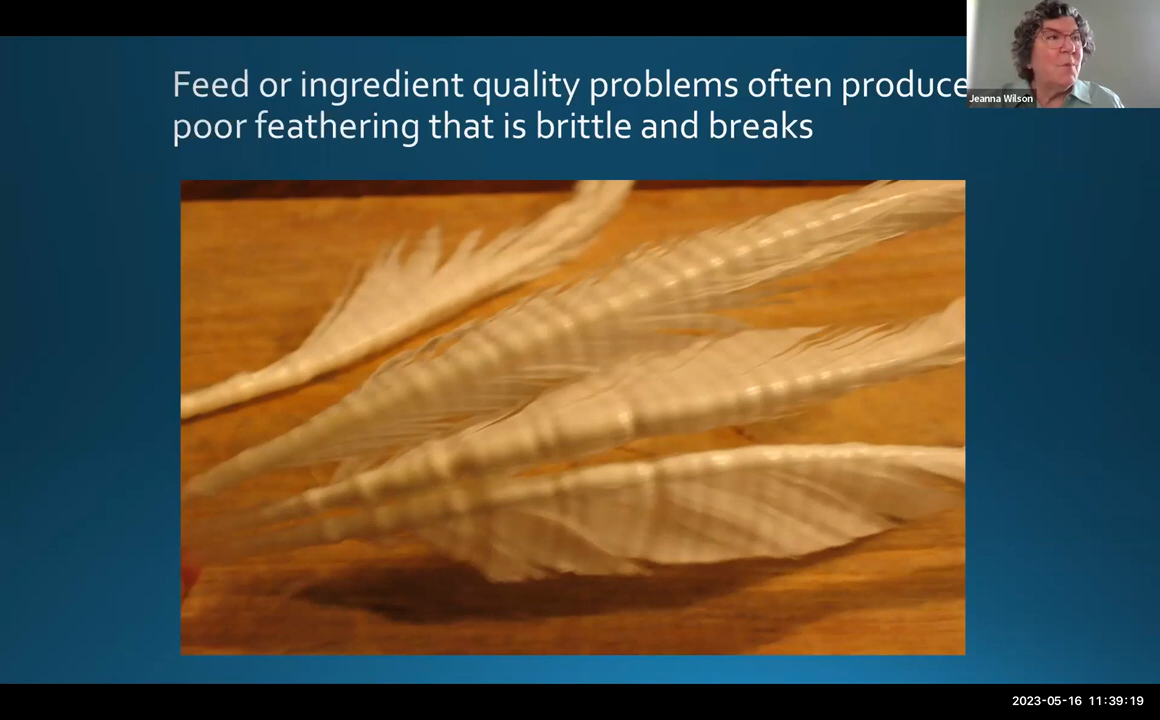 Feed or ingredient quality problems often produce
poor feathering that is brittle and breaks
Jeanna Wilson
2023-05-16 11:39:19